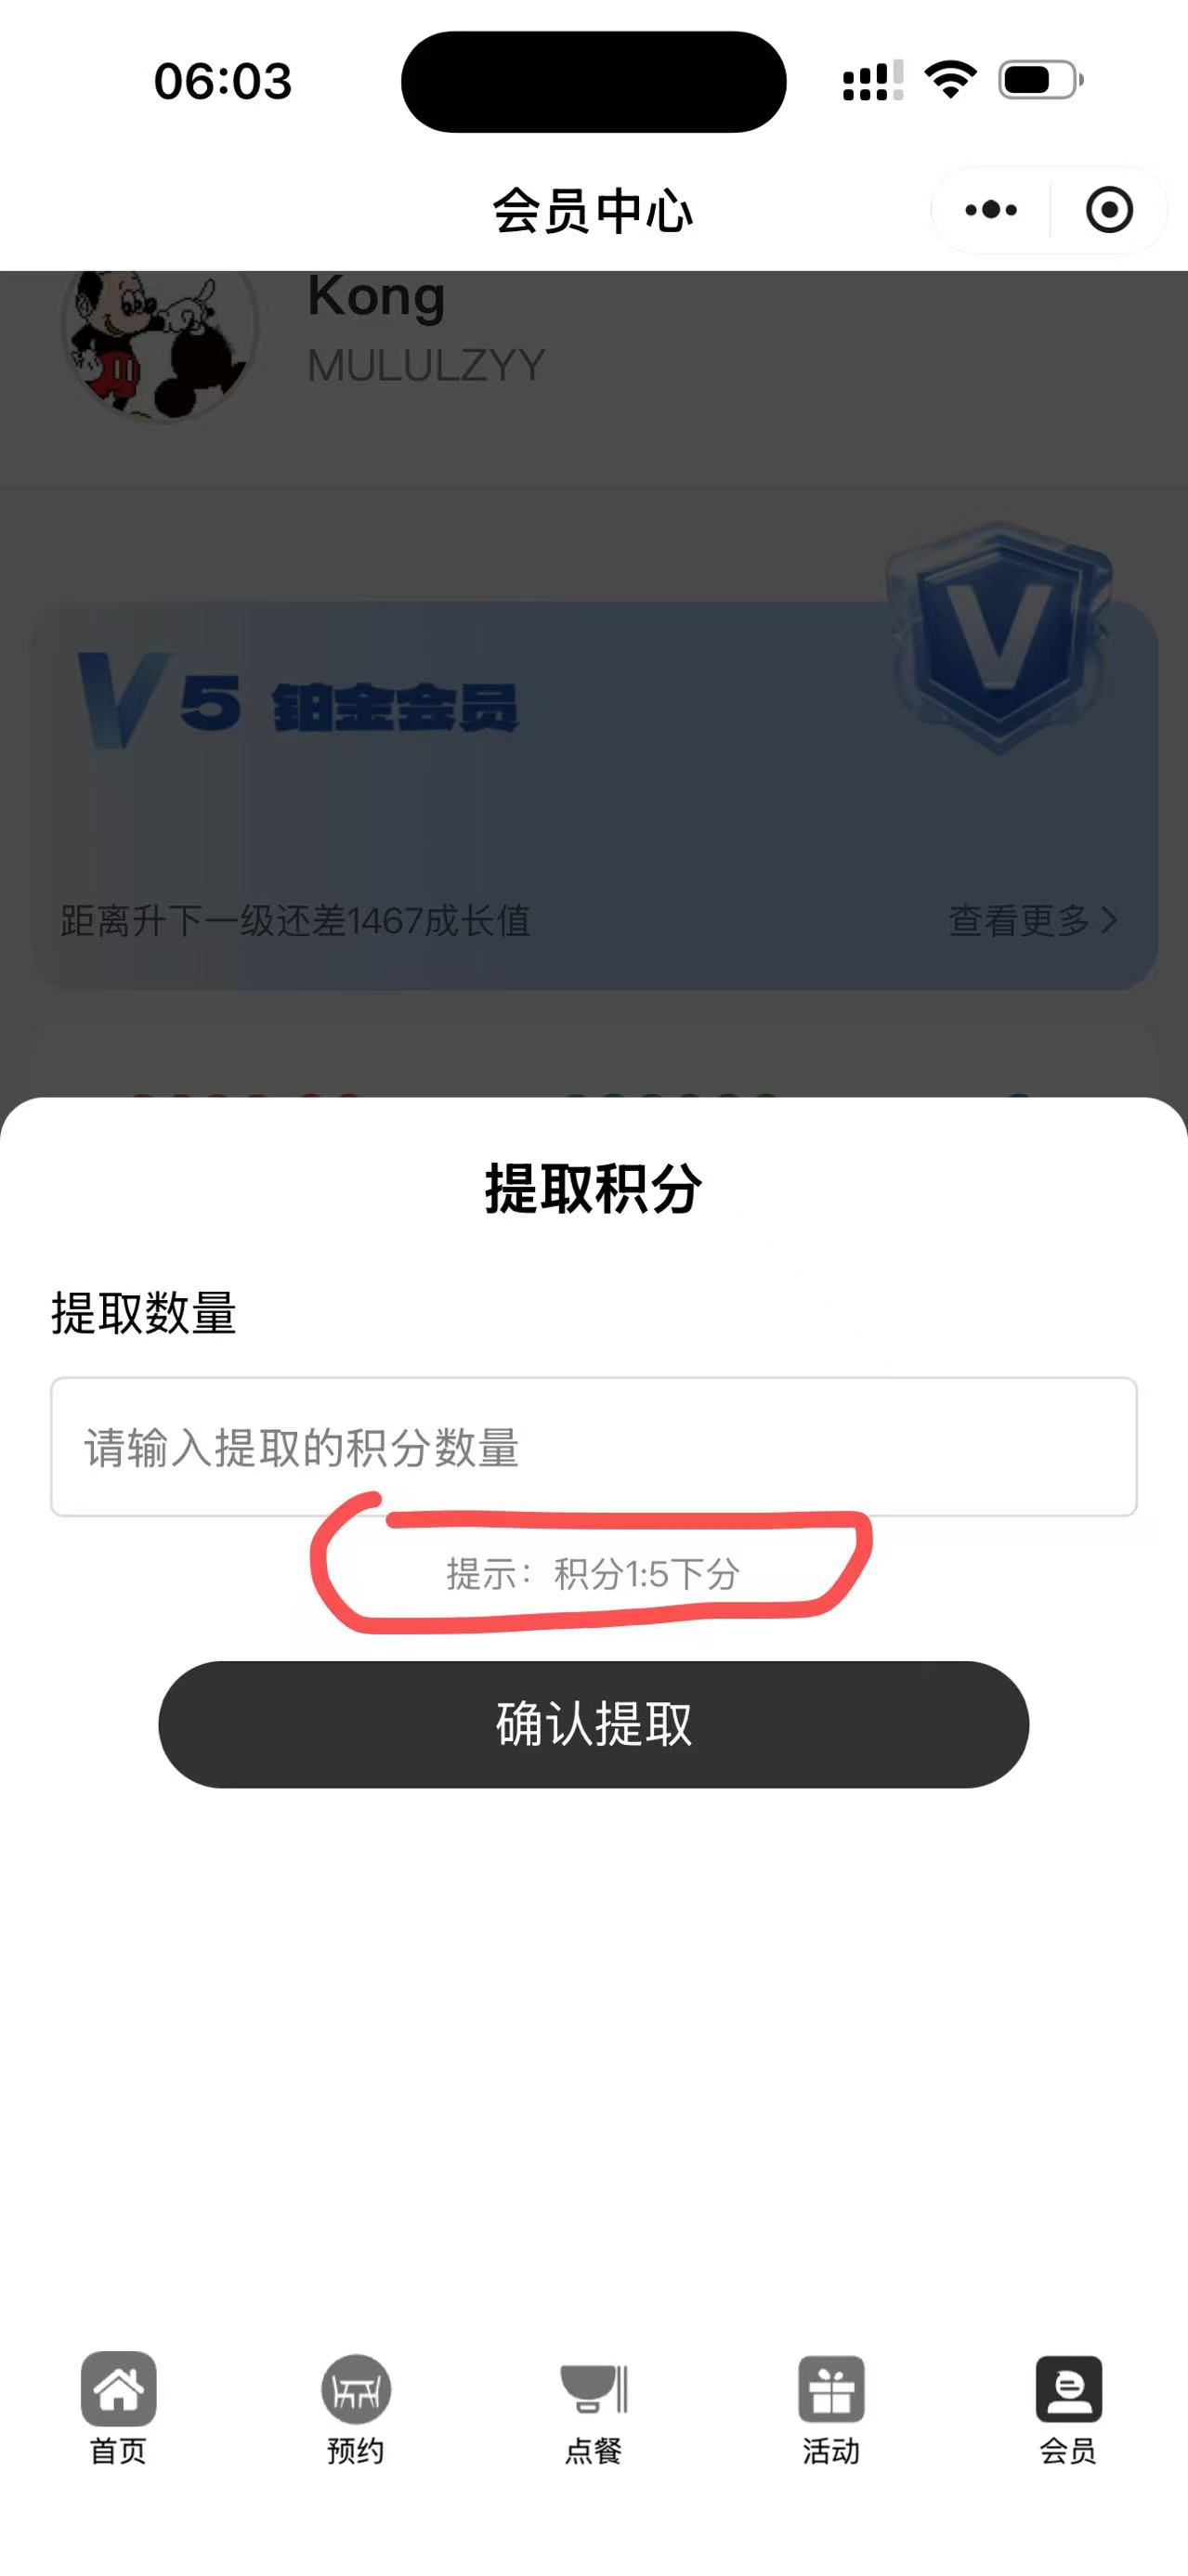 06:03
会员中心
Kong
MULULZYY
V5 铂金会员
V
距离升下一级还差1467成长值
查看更多
提取积分
提取数量
请输入提取的积分数量
提示：积分1:5下分
确认提取
首页
预约
点餐
活动
会员